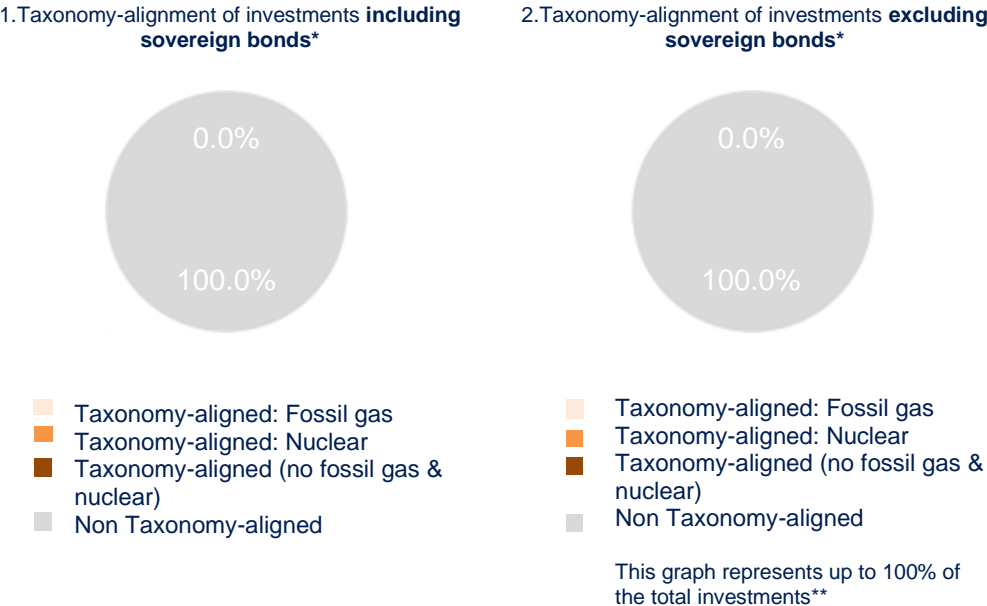 1.Taxonomy-alignment of investments including
sovereign bonds*
0.0%
100.0%
Taxonomy-aligned: Fossil gas
Taxonomy-aligned: Nuclear
Taxonomy-aligned (no fossil gas &
nuclear)
Non Taxonomy-aligned
2.Taxonomy-alignment of investments excluding
sovereign bonds*
0.0%
100.0%
Taxonomy-aligned: Fossil gas
Taxonomy-aligned: Nuclear
Taxonomy-aligned (no fossil gas &
nuclear)
Non Taxonomy-aligned
This graph represents up to 100% of
the total investments**